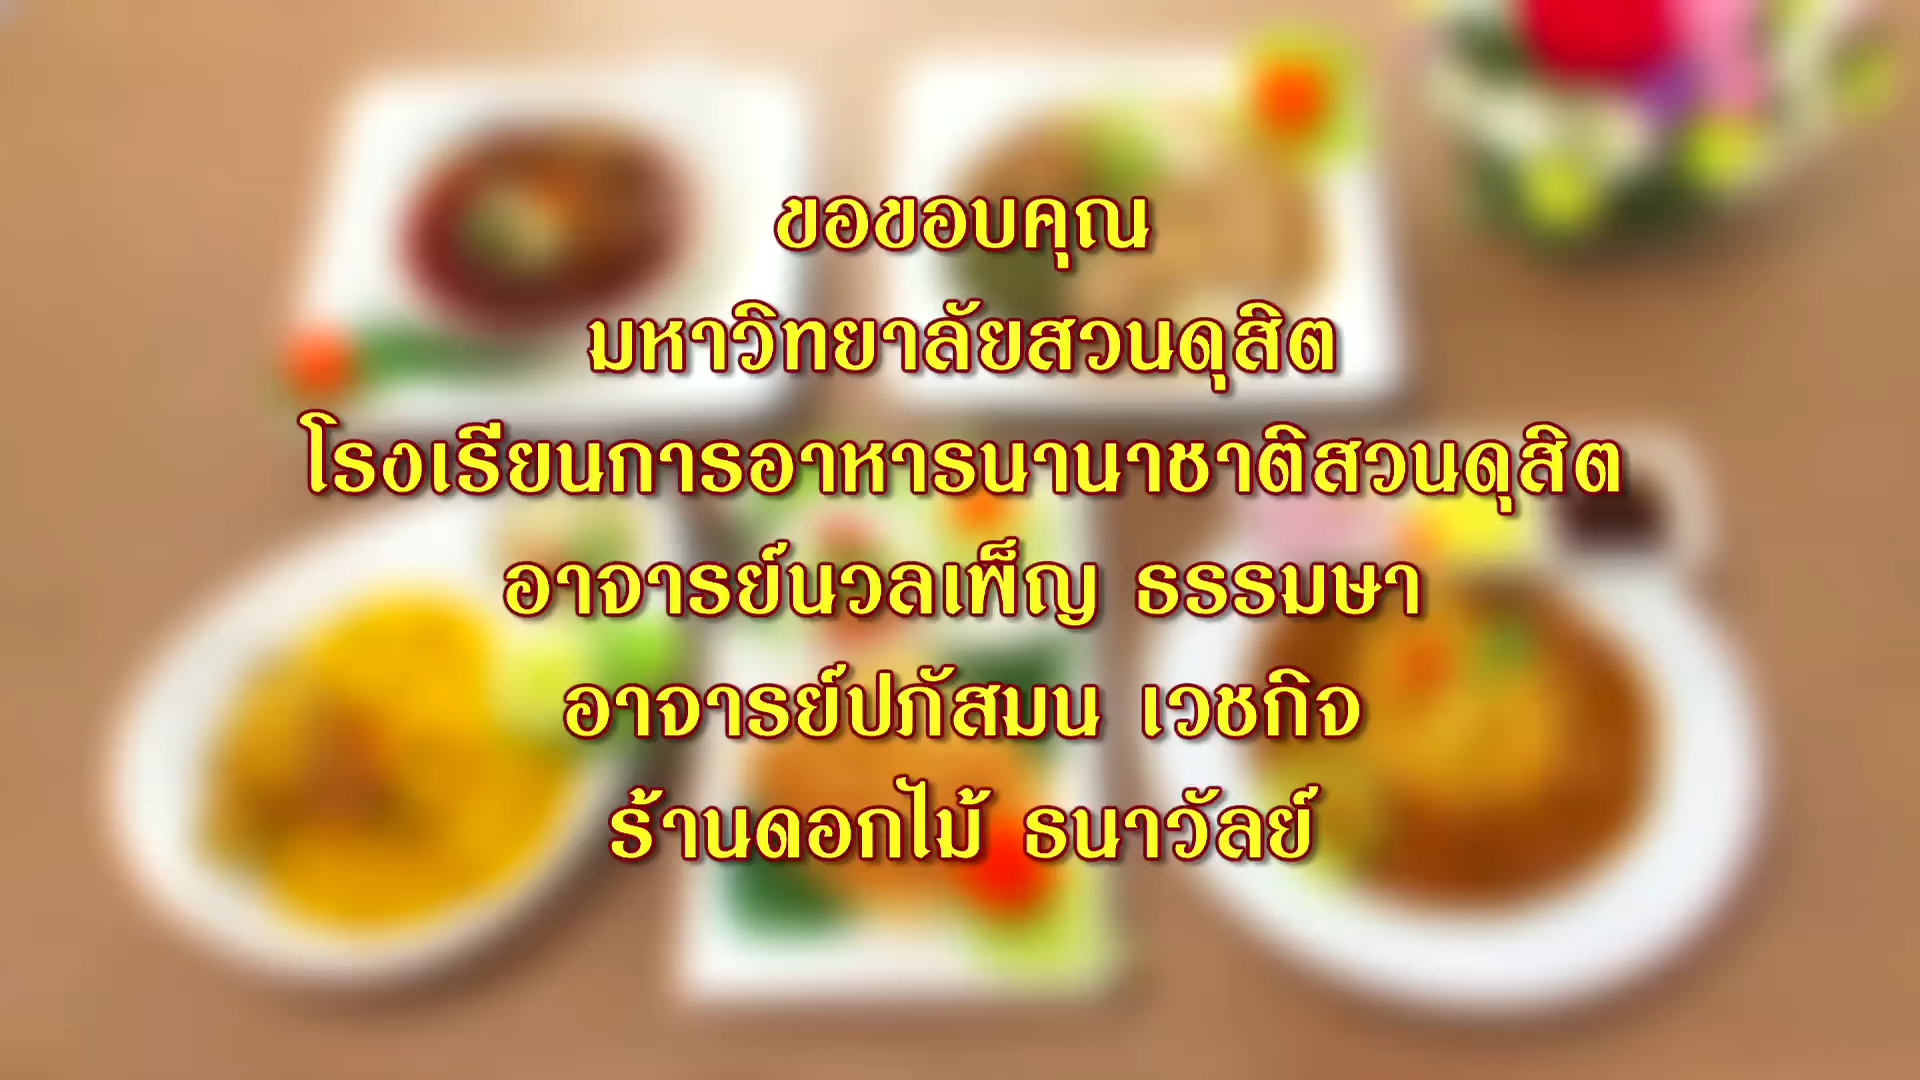 ขอขอบคุณ
มหาวิทยาลัยสวนดุสิต
โรงเรียนการอาหารนานาชาติสวนดุสิต
อาจารย์นวลเพ็ญ ธรรมษา
อาจารย์ปภัสมน เวชกิจ
ร้านดอกไม้ ธนาวัลย์